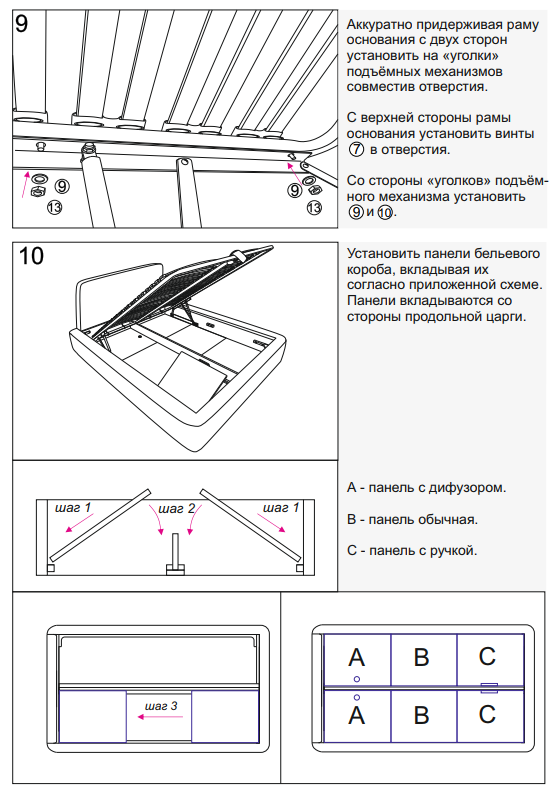 9
Аккуратно придерживая раму
основания с двух сторон
установить на «уголки»
подъёмных механизмов
совместив отверстия.
С верхней стороны рамы
основания установить винты
7 в отверстия.
Со стороны «уголков» подъём-
ного механизма установить
9 и 10.
9
13
9
13
10
Установить панели бельевого
короба, вкладывая их
согласно приложенной схеме.
Панели вкладываются со
стороны продольной царги.
шаг 1 шаг 2 шаг 1
A - панель с дифузором.
B - панель обычная.
C - панель с ручкой.
шаг 3
A B C
A B C